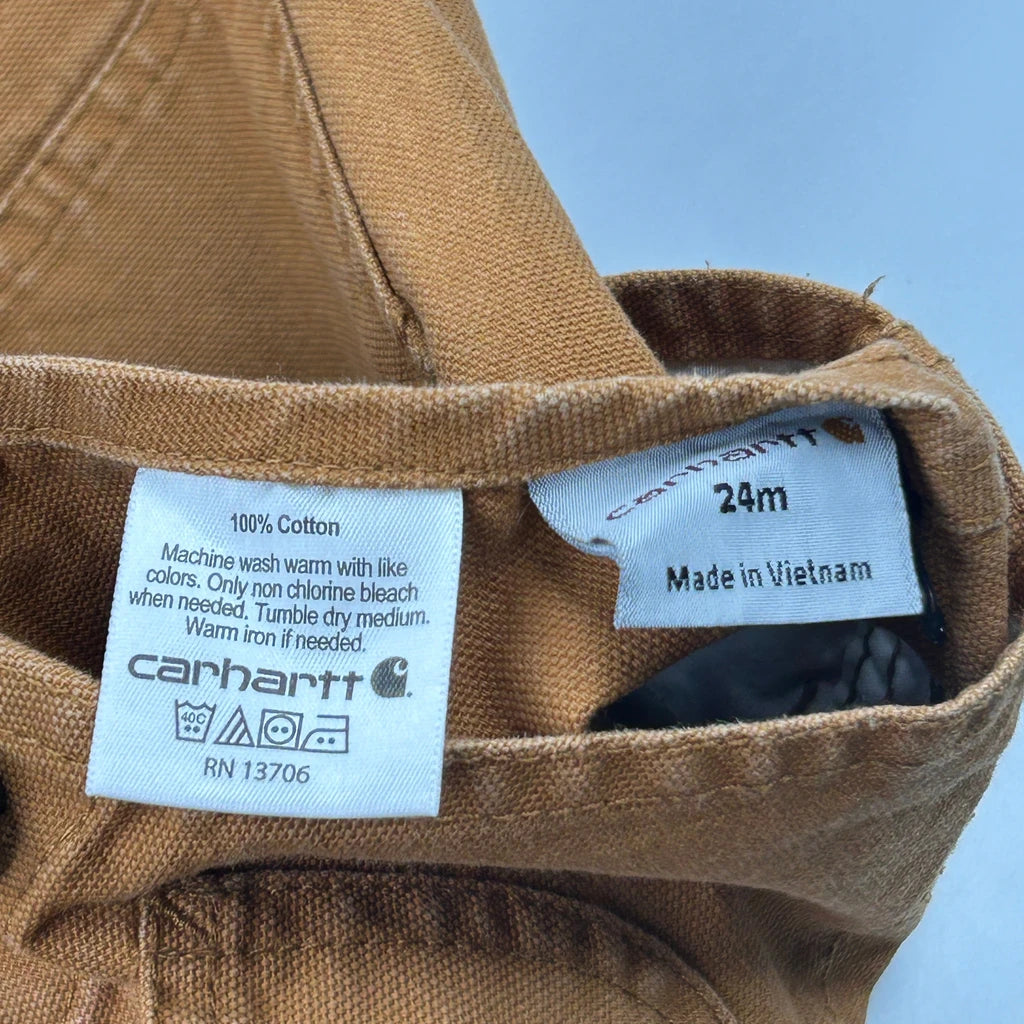 100% Cotton
Machine wash warm with like
colors. Only non chlorine bleach
when needed. Tumble dry medium.
Warm iron if needed.
carhartt
40C
RN 13706
carhartt
24m
Made in Vietnam